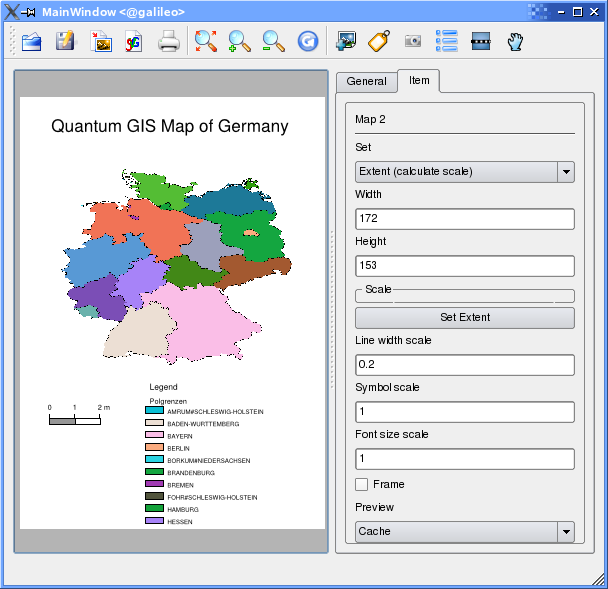 MainWindow <@galileo>
General
Item
Quantum GIS Map of Germany
Legend
Polgrenzen
0 1 2 m
AMRUM#SCHLESWIG-HOLSTEIN
BADEN-WURTTEMBERG
BAYERN
BERLIN
BORKUM#NIEDERSACHSEN
BRANDENBURG
BREMEN
FOHR#SCHLESWIG-HOLSTEIN
HAMBURG
HESSEN
Map 2
Set
Extent (calculate scale)
Width
172
Height
153
Scale
Set Extent
Line width scale
0.2
Symbol scale
1
Font size scale
1
Frame
Preview
Cache